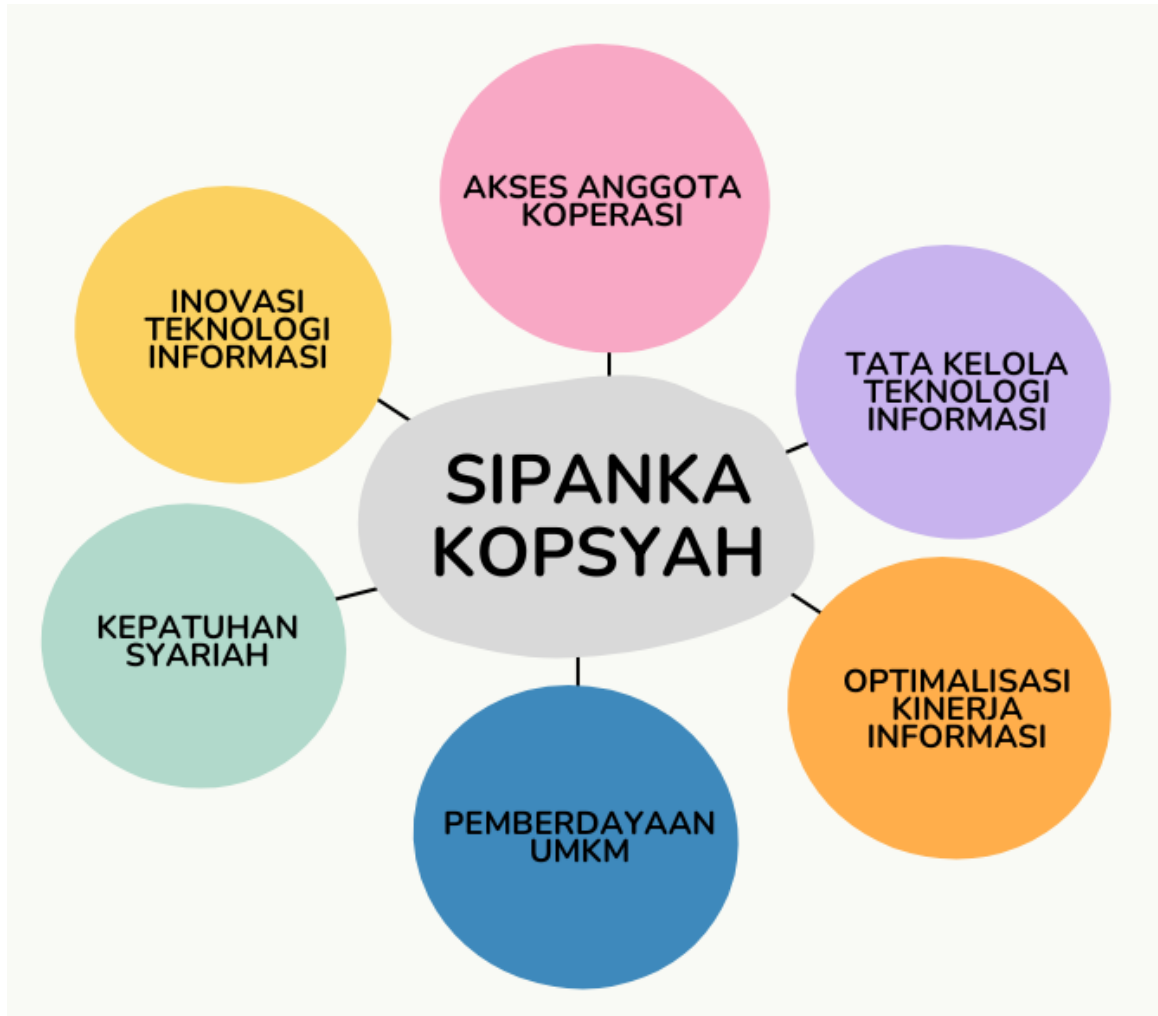 AKSES ANGGOTA
KOPERASI
INOVASI
TEKNOLOGI
INFORMASI
TATA KELOLA
TEKNOLOGI
INFORMASI
SIPANKA
KOPSYAH
KEPATUHAN
SYARIAH
OPTIMALISASI
KINERJA
INFORMASI
PEMBERDAYAAN
UMKM